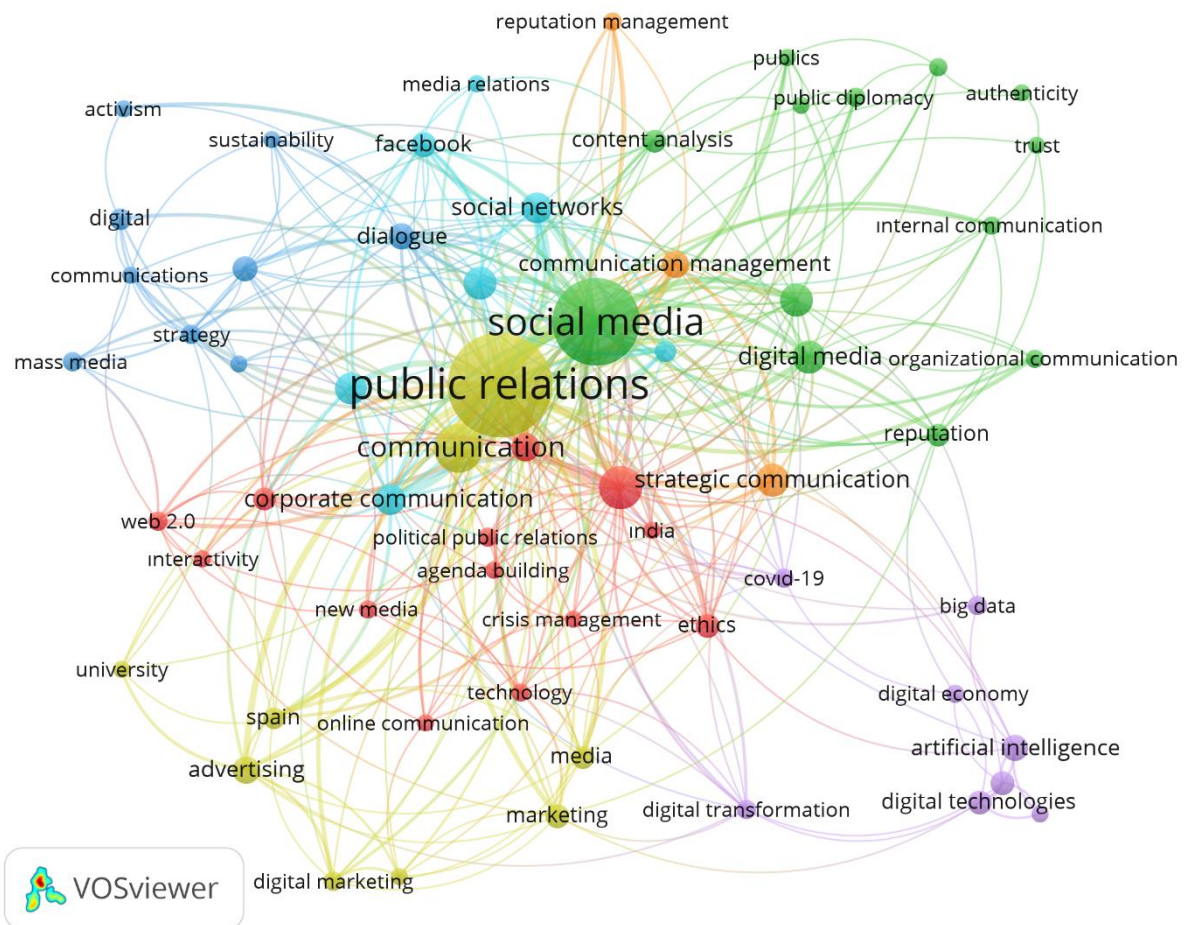 reputation management
publics
media relations
public diplomacy
authenticity
activism
sustainability
facebook
content analysis
trust
social networks
digital
dialogue
internal communication
communications
communication management
social media
strategy
mass media
digital media
organizational communication
public relations
reputation
communication
strategic communication
corporate communication
web 2.0
political public relations
ındia
ınteractivity
agenda building
covid-19
new media
crisis management
ethics
big data
university
technology
digital economy
spain
online communication
artificial intelligence
advertising
media
digital technologies
marketing
digital transformation
digital marketing
VOSviewer